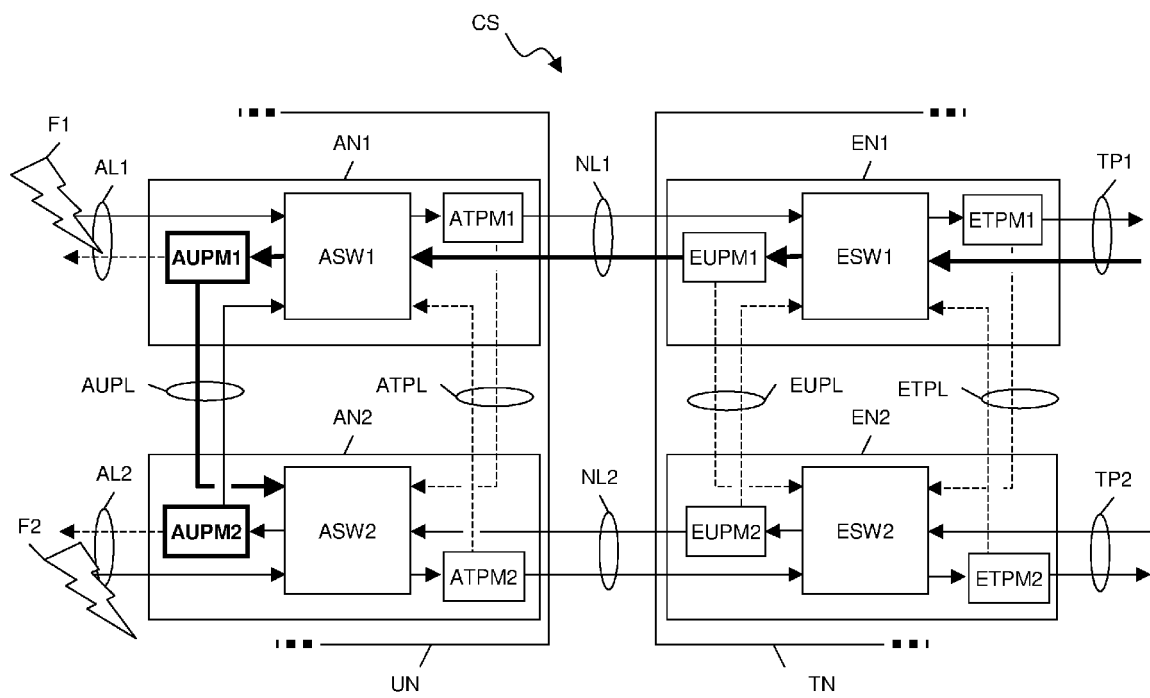 CS
F1
AL1
AN1
NL1
EN1
TP1
ATPM1
ETPM1
AUPM1
ASW1
EUPM1
ESW1
AUPL
ATPL
EUPL
ETPL
AN2
EN2
AL2
NL2
TP2
F2
AUPM2
ASW2
EUPM2
ESW2
ATPM2
ETPM2
UN
TN